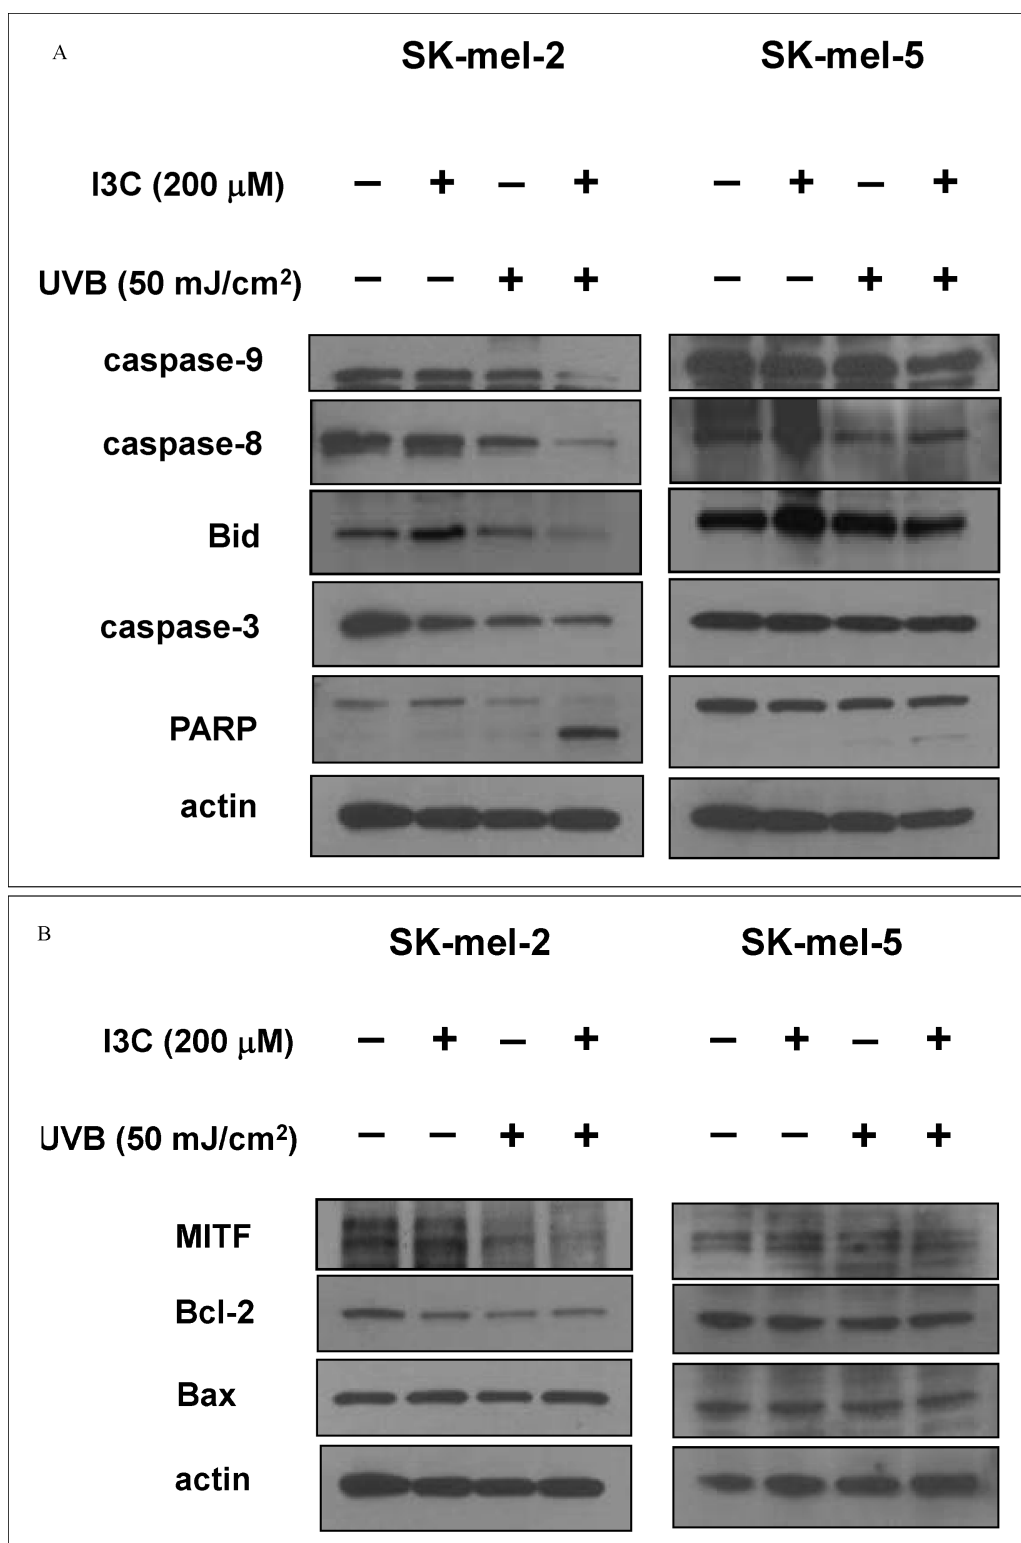 A
SK-mel-2 SK-mel-5
I3C (200 μM) – + – + – + – +
UVB (50 mJ/cm²) – – + + – – + +
caspase-9
caspase-8
Bid
caspase-3
PARP
actin
B
SK-mel-2 SK-mel-5
I3C (200 μM) – + – + – + – +
UVB (50 mJ/cm²) – – + + – – + +
MITF
Bcl-2
Bax
actin